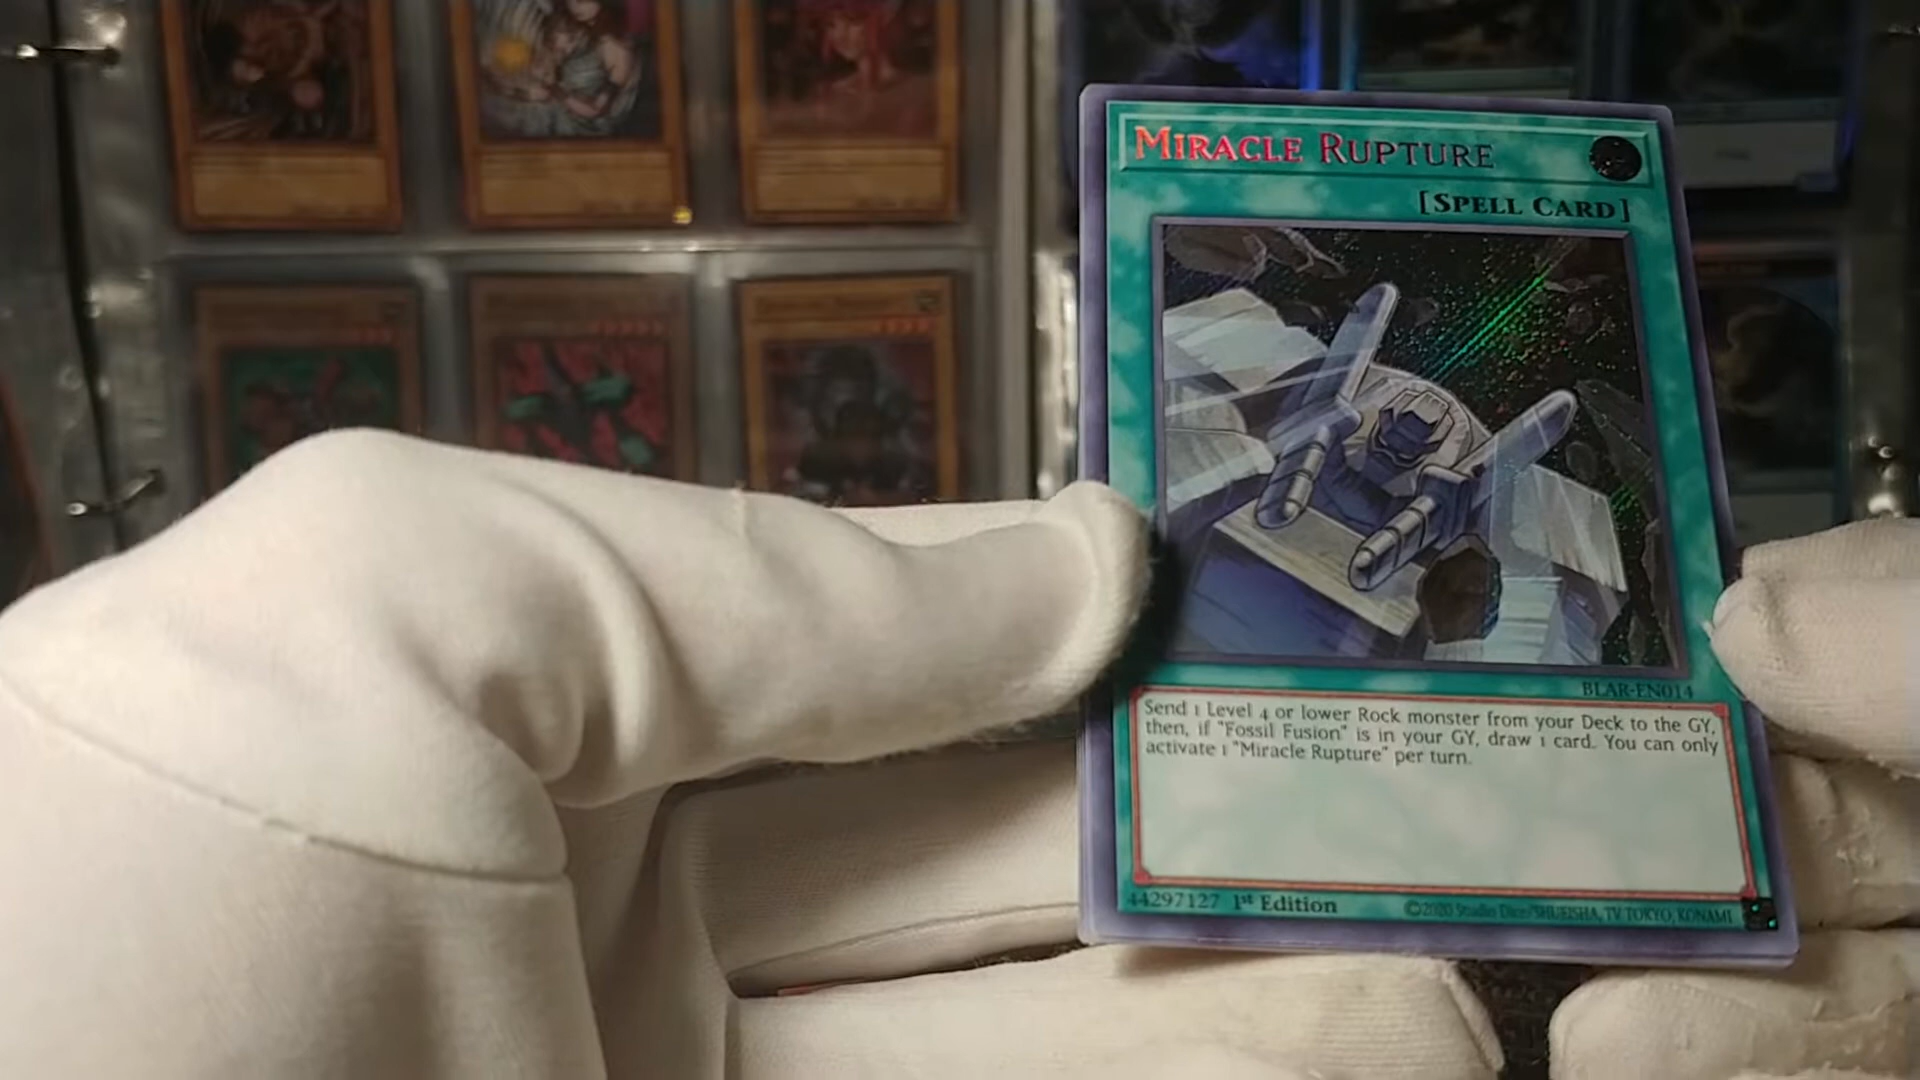 MIRACLE RUPTURE
[SPELL CARD]
BLAR-EN014
Send 1 Level 4 or lower Rock monster from your Deck to the GY,
then, if "Fossil Fusion" is in your GY, draw 1 card. You can only
activate 1 "Miracle Rupture" per turn.
44297127 1st Edition
©2020 Studio Dice/SHUEISHA, TV TOKYO, KONAMI